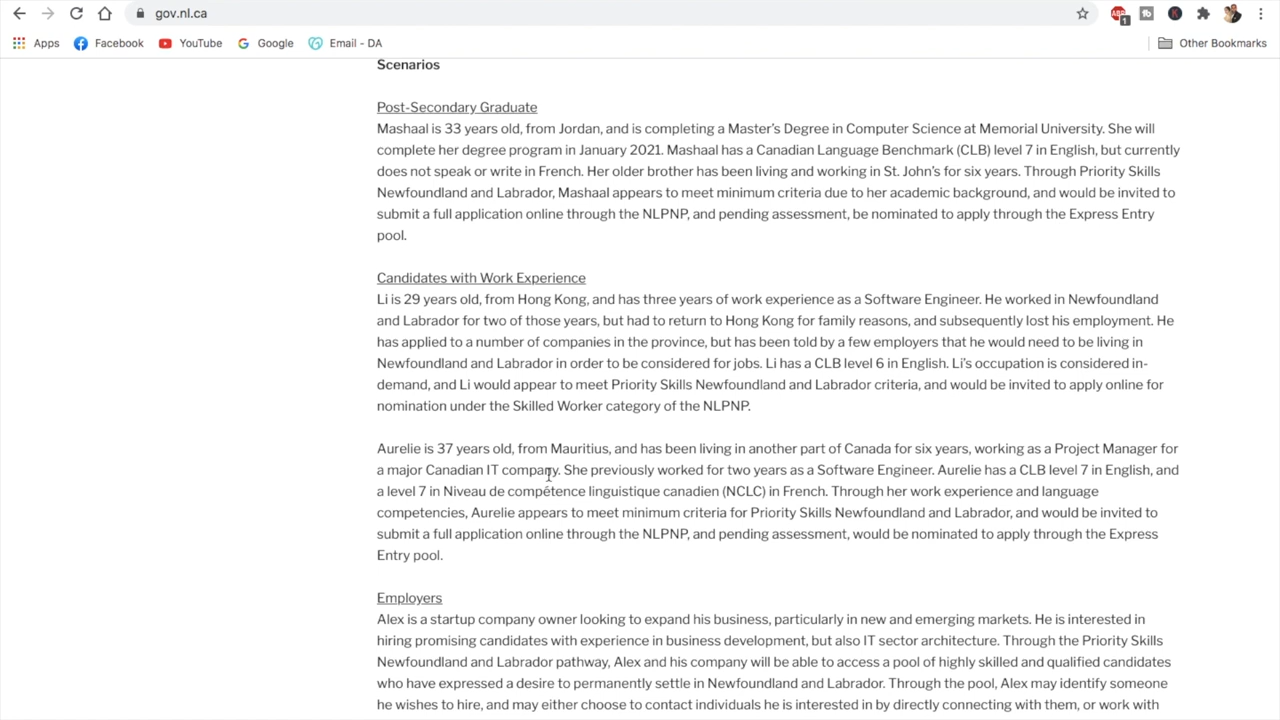 gov.nl.ca
1
Apps
Facebook
YouTube
Google
Email - DA
Other Bookmarks
Scenarios
Post-Secondary Graduate
Mashaal is 33 years old, from Jordan, and is completing a Master's Degree in Computer Science at Memorial University. She will
complete her degree program in January 2021. Mashaal has a Canadian Language Benchmark (CLB) level 7 in English, but currently
does not speak or write in French. Her older brother has been living and working in St. John's for six years. Through Priority Skills
Newfoundland and Labrador, Mashaal appears to meet minimum criteria due to her academic background, and would be invited to
submit a full application online through the NLPNP, and pending assessment, be nominated to apply through the Express Entry
pool.
Candidates with Work Experience
Li is 29 years old, from Hong Kong, and has three years of work experience as a Software Engineer. He worked in Newfoundland
and Labrador for two of those years, but had to return to Hong Kong for family reasons, and subsequently lost his employment. He
has applied to a number of companies in the province, but has been told by a few employers that he would need to be living in
Newfoundland and Labrador in order to be considered for jobs. Li has a CLB level 6 in English. Li's occupation is considered in-
demand, and Li would appear to meet Priority Skills Newfoundland and Labrador criteria, and would be invited to apply online for
nomination under the Skilled Worker category of the NLPNP.
Aurelie is 37 years old, from Mauritius, and has been living in another part of Canada for six years, working as a Project Manager for
a major Canadian IT company. She previously worked for two years as a Software Engineer. Aurelie has a CLB level 7 in English, and
a level 7 in Niveau de compétence linguistique canadien (NCLC) in French. Through her work experience and language
competencies, Aurelie appears to meet minimum criteria for Priority Skills Newfoundland and Labrador, and would be invited to
submit a full application online through the NLPNP, and pending assessment, would be nominated to apply through the Express
Entry pool.
Employers
Alex is a startup company owner looking to expand his business, particularly in new and emerging markets. He is interested in
hiring promising candidates with experience in business development, but also IT sector architecture. Through the Priority Skills
Newfoundland and Labrador pathway, Alex and his company will be able to access a pool of highly skilled and qualified candidates
who have expressed a desire to permanently settle in Newfoundland and Labrador. Through the pool, Alex may identify someone
he wishes to hire, and may either choose to contact individuals he is interested in by directly connecting with them, or work with